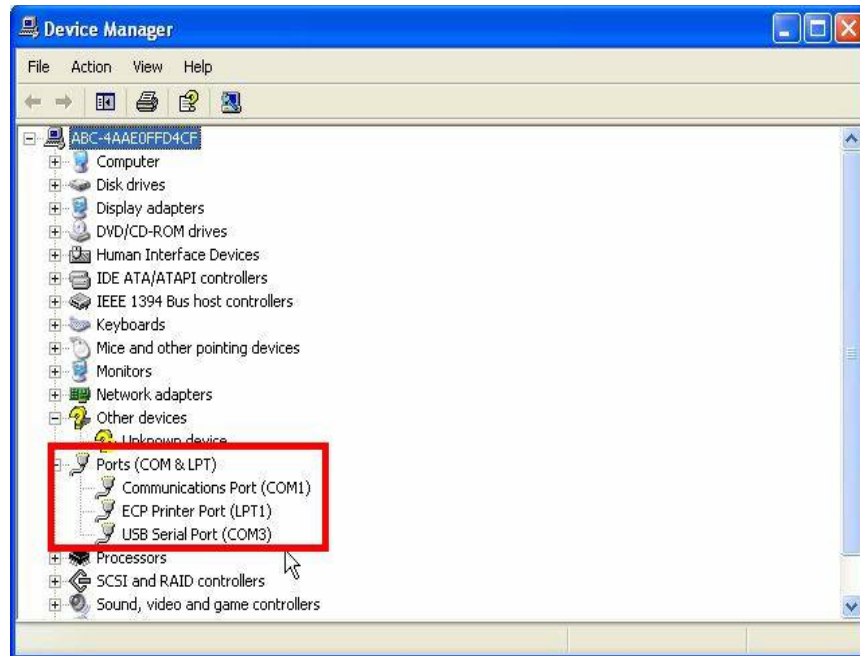 Device Manager
File Action View Help
ABC-4AAE0FFD4CF
Computer
Disk drives
Display adapters
DVD/CD-ROM drives
Human Interface Devices
IDE ATA/ATAPI controllers
IEEE 1394 Bus host controllers
Keyboards
Mice and other pointing devices
Monitors
Network adapters
Other devices
Unknown device
Ports (COM & LPT)
Communications Port (COM1)
ECP Printer Port (LPT1)
USB Serial Port (COM3)
Processors
SCSI and RAID controllers
Sound, video and game controllers